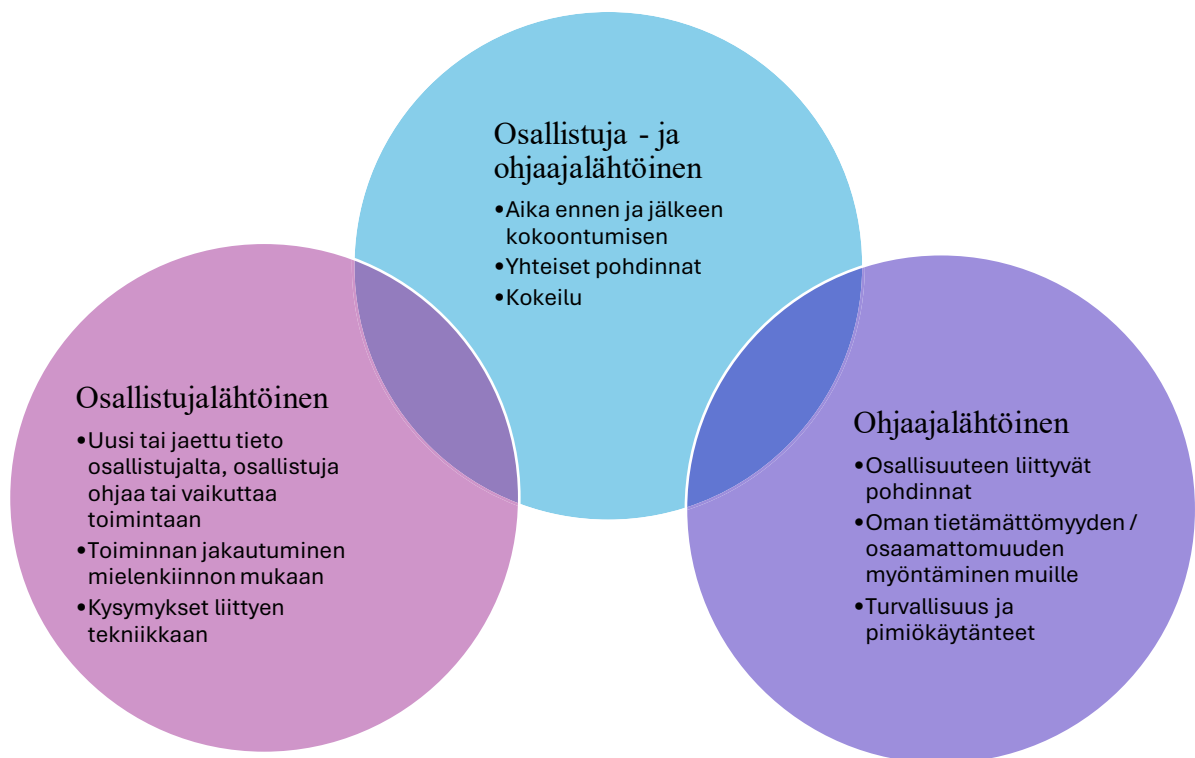 Osallistuja - ja
ohjaajalähtöinen
•Aika ennen ja jälkeen
kokoontumisen
•Yhteiset pohdinnat
•Kokeilu
Osallistujalähtöinen
•Uusi tai jaettu tieto
osallistujalta, osallistuja
ohjaa tai vaikuttaa
toimintaan
•Toiminnan jakautuminen
mielenkiinnon mukaan
•Kysymykset liittyen
tekniikkaan
Ohjaajalähtöinen
•Osallisuuteen liittyvät
pohdinnat
•Oman tietämättömyyden /
osaamattomuuden
myöntäminen muille
•Turvallisuus ja
pimiökäytänteet